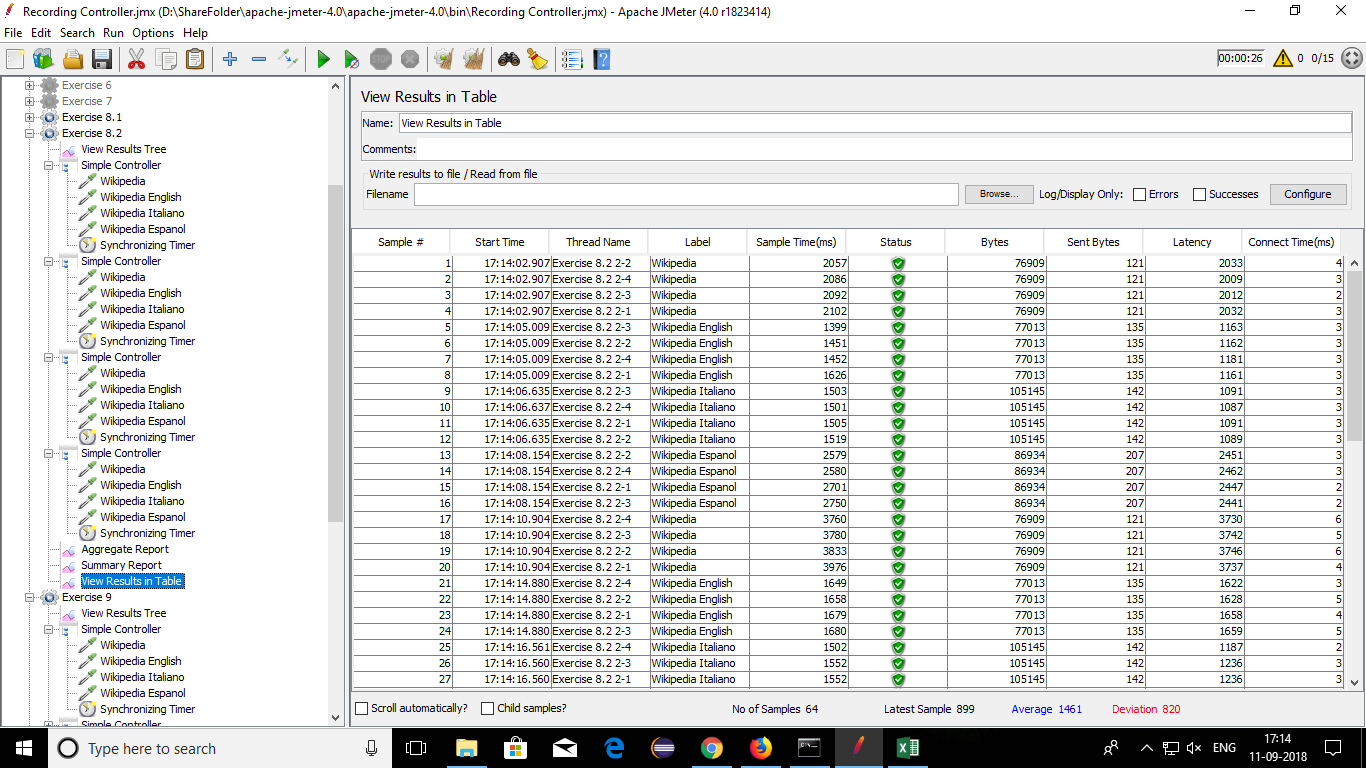 Recording Controller.jmx (D:\ShareFolder\apache-jmeter-4.0\apache-jmeter-4.0\bin\Recording Controller.jmx) - Apache JMeter (4.0 r1823414)
File Edit Search Run Options Help
STOP 00:00:26 0 0/15
Exercise 6
Exercise 7
Exercise 8.1
Exercise 8.2
View Results Tree
Simple Controller
Wikipedia
Wikipedia English
Wikipedia Italiano
Wikipedia Espanol
Synchronizing Timer
Simple Controller
Wikipedia
Wikipedia English
Wikipedia Italiano
Wikipedia Espanol
Synchronizing Timer
Simple Controller
Wikipedia
Wikipedia English
Wikipedia Italiano
Wikipedia Espanol
Synchronizing Timer
Simple Controller
Wikipedia
Wikipedia English
Wikipedia Italiano
Wikipedia Espanol
Synchronizing Timer
Aggregate Report
Summary Report
View Results in Table
Exercise 9
View Results Tree
Simple Controller
Wikipedia
Wikipedia English
Wikipedia Italiano
Wikipedia Espanol
Synchronizing Timer
Simple Controller
View Results in Table
Name: View Results in Table
Comments:
Write results to file / Read from file
Filename Browse... Log/Display Only: Errors Successes Configure
Sample # Start Time Thread Name Label Sample Time(ms) Status Bytes Sent Bytes Latency Connect Time(ms)
1 17:14:02.907 Exercise 8.2 2-2 Wikipedia 2057 76909 121 2033 4
2 17:14:02.907 Exercise 8.2 2-4 Wikipedia 2086 76909 121 2009 3
3 17:14:02.907 Exercise 8.2 2-3 Wikipedia 2092 76909 121 2012 2
4 17:14:02.907 Exercise 8.2 2-1 Wikipedia 2102 76909 121 2032 3
5 17:14:05.009 Exercise 8.2 2-3 Wikipedia English 1399 77013 135 1163 3
6 17:14:05.009 Exercise 8.2 2-2 Wikipedia English 1451 77013 135 1162 3
7 17:14:05.009 Exercise 8.2 2-4 Wikipedia English 1452 77013 135 1181 3
8 17:14:05.009 Exercise 8.2 2-1 Wikipedia English 1626 77013 135 1161 3
9 17:14:06.635 Exercise 8.2 2-3 Wikipedia Italiano 1503 105145 142 1091 3
10 17:14:06.637 Exercise 8.2 2-4 Wikipedia Italiano 1501 105145 142 1087 3
11 17:14:06.635 Exercise 8.2 2-1 Wikipedia Italiano 1505 105145 142 1091 3
12 17:14:06.635 Exercise 8.2 2-2 Wikipedia Italiano 1519 105145 142 1089 3
13 17:14:08.154 Exercise 8.2 2-2 Wikipedia Espanol 2579 86934 207 2451 3
14 17:14:08.154 Exercise 8.2 2-4 Wikipedia Espanol 2580 86934 207 2462 3
15 17:14:08.154 Exercise 8.2 2-1 Wikipedia Espanol 2701 86934 207 2447 2
16 17:14:08.154 Exercise 8.2 2-3 Wikipedia Espanol 2750 86934 207 2441 2
17 17:14:10.904 Exercise 8.2 2-4 Wikipedia 3760 76909 121 3730 6
18 17:14:10.904 Exercise 8.2 2-3 Wikipedia 3780 76909 121 3742 5
19 17:14:10.904 Exercise 8.2 2-2 Wikipedia 3833 76909 121 3746 6
20 17:14:10.904 Exercise 8.2 2-1 Wikipedia 3976 76909 121 3737 4
21 17:14:14.880 Exercise 8.2 2-4 Wikipedia English 1649 77013 135 1622 3
22 17:14:14.880 Exercise 8.2 2-2 Wikipedia English 1658 77013 135 1628 5
23 17:14:14.880 Exercise 8.2 2-1 Wikipedia English 1679 77013 135 1658 4
24 17:14:14.880 Exercise 8.2 2-3 Wikipedia English 1680 77013 135 1659 5
25 17:14:16.561 Exercise 8.2 2-4 Wikipedia Italiano 1502 105145 142 1187 2
26 17:14:16.560 Exercise 8.2 2-3 Wikipedia Italiano 1552 105145 142 1236 3
27 17:14:16.560 Exercise 8.2 2-1 Wikipedia Italiano 1552 105145 142 1236 3
Scroll automatically? Child samples? No of Samples 64 Latest Sample 899 Average 1461 Deviation 820
Type here to search
ENG
17:14
11-09-2018